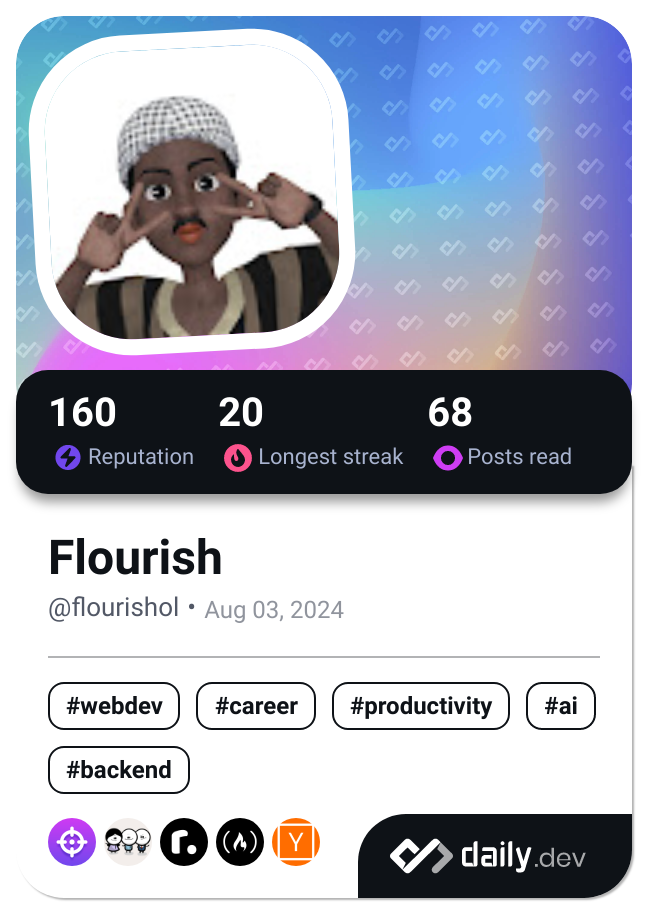 160 20 68
Reputation Longest streak Posts read
Flourish
@flourishol • Aug 03, 2024
#webdev #career #productivity #ai
#backend
r. Y daily.dev